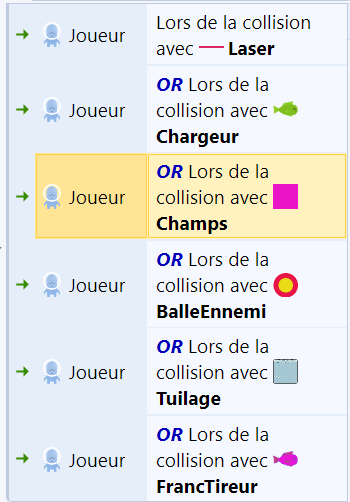 Joueur
Lors de la collision
avec Laser
Joueur
OR Lors de la
collision avec
Chargeur
Joueur
OR Lors de la
collision avec
Champs
Joueur
OR Lors de la
collision avec
BalleEnnemi
Joueur
OR Lors de la
collision avec
Tuilage
Joueur
OR Lors de la
collision avec
FrancTireur